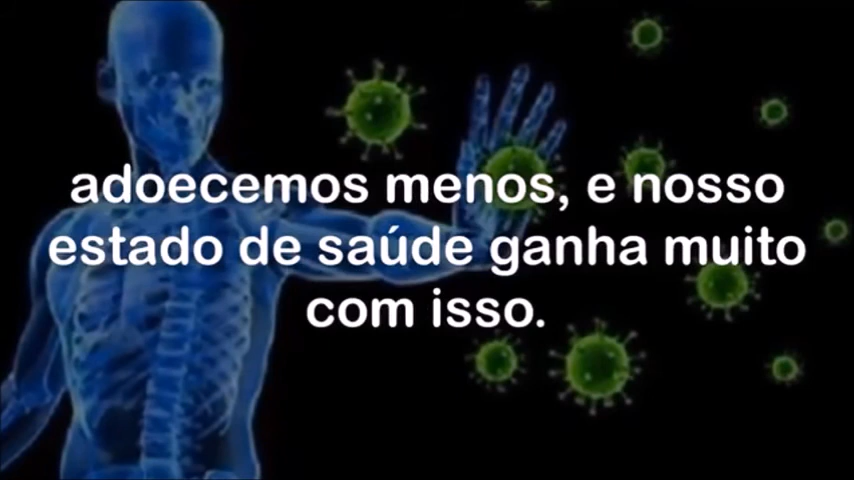 adoecemos menos, e nosso
estado de saúde ganha muito
com isso.